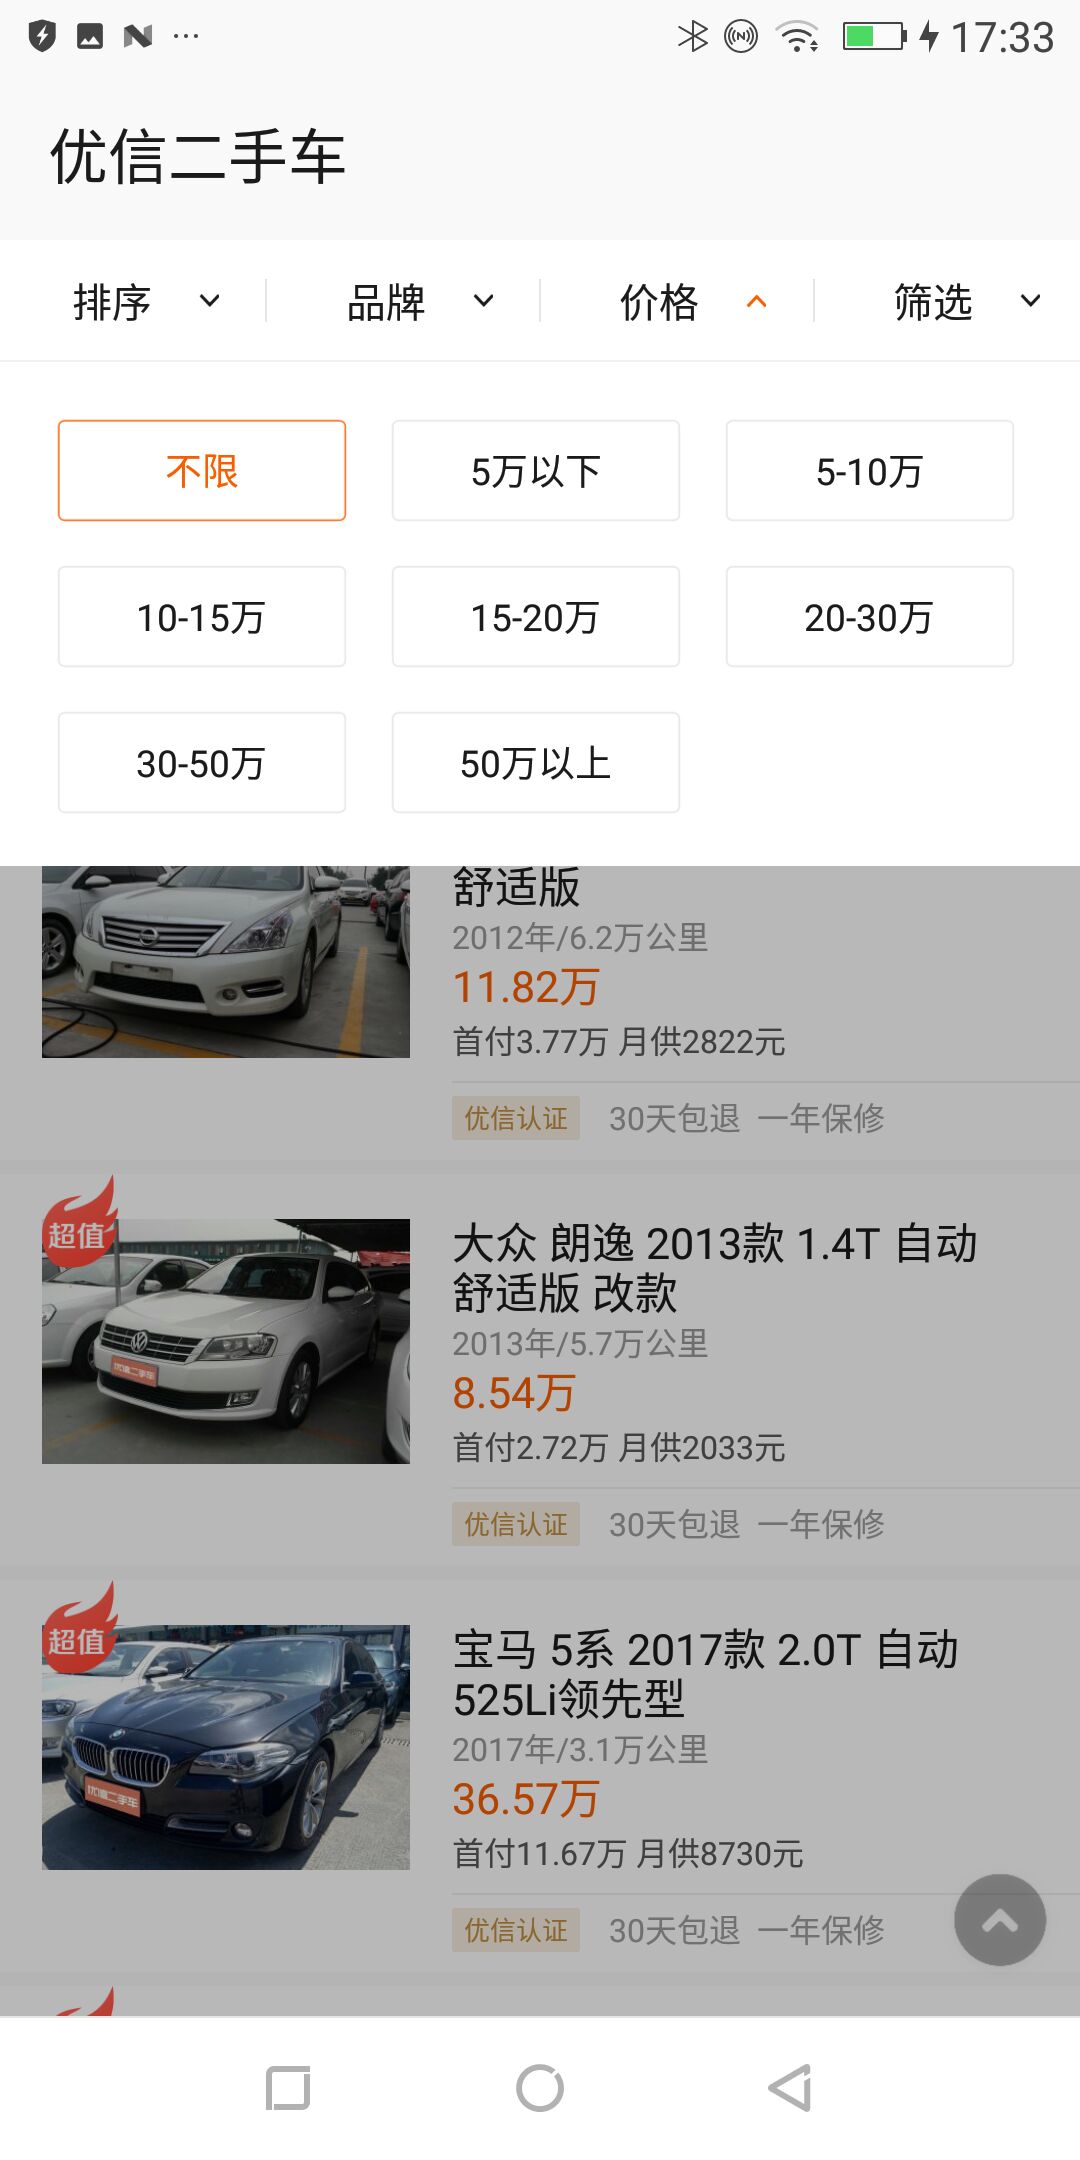 17:33
优信二手车
排序 品牌 价格 筛选
不限 5万以下 5-10万
10-15万 15-20万 20-30万
30-50万 50万以上
舒适版
2012年/6.2万公里
11.82万
首付3.77万 月供2822元
优信认证 30天包退 一年保修
超值
大众 朗逸 2013款 1.4T 自动
舒适版 改款
优信二手车
2013年/5.7万公里
8.54万
首付2.72万 月供2033元
优信认证 30天包退 一年保修
超值
宝马 5系 2017款 2.0T 自动
525Li领先型
优信二手车
2017年/3.1万公里
36.57万
首付11.67万 月供8730元
优信认证 30天包退 一年保修